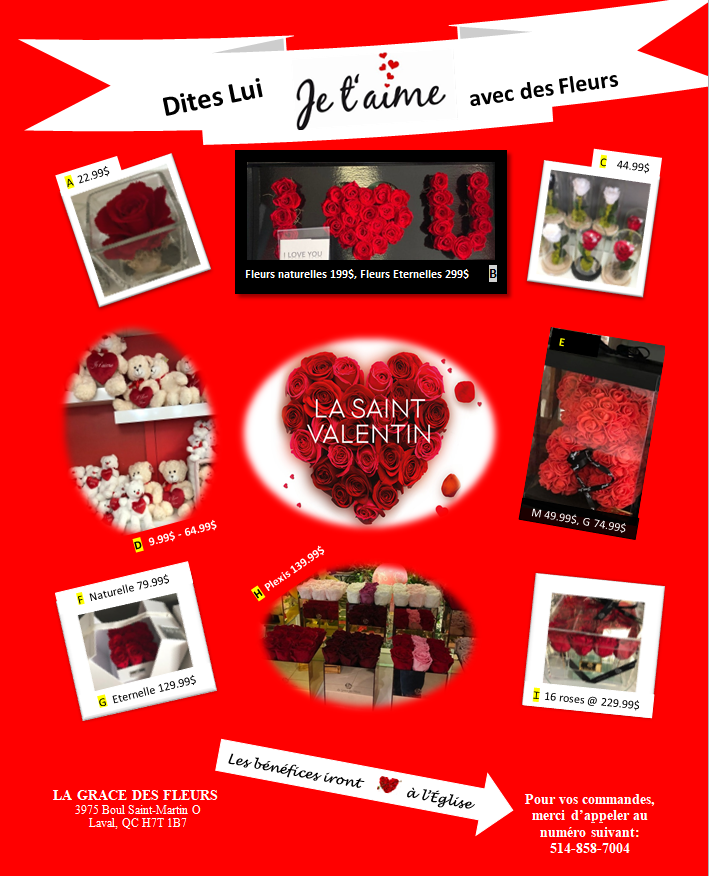 Dites Lui Je t'aime avec des Fleurs
A 22.99$
I LOVE YOU
Fleurs naturelles 199$, Fleurs Eternelles 299$ B
C 44.99$
Je t'aime
D 9.99$ - 64.99$
LA SAINT
VALENTIN
E
M 49.99$, G 74.99$
F Naturelle 79.99$
G Eternelle 129.99$
H Plexis 139.99$
I 16 roses @ 229.99$
Les bénéfices iront à l'Église
LA GRACE DES FLEURS
3975 Boul Saint-Martin O
Laval, QC H7T 1B7
Pour vos commandes,
merci d'appeler au
numéro suivant:
514-858-7004